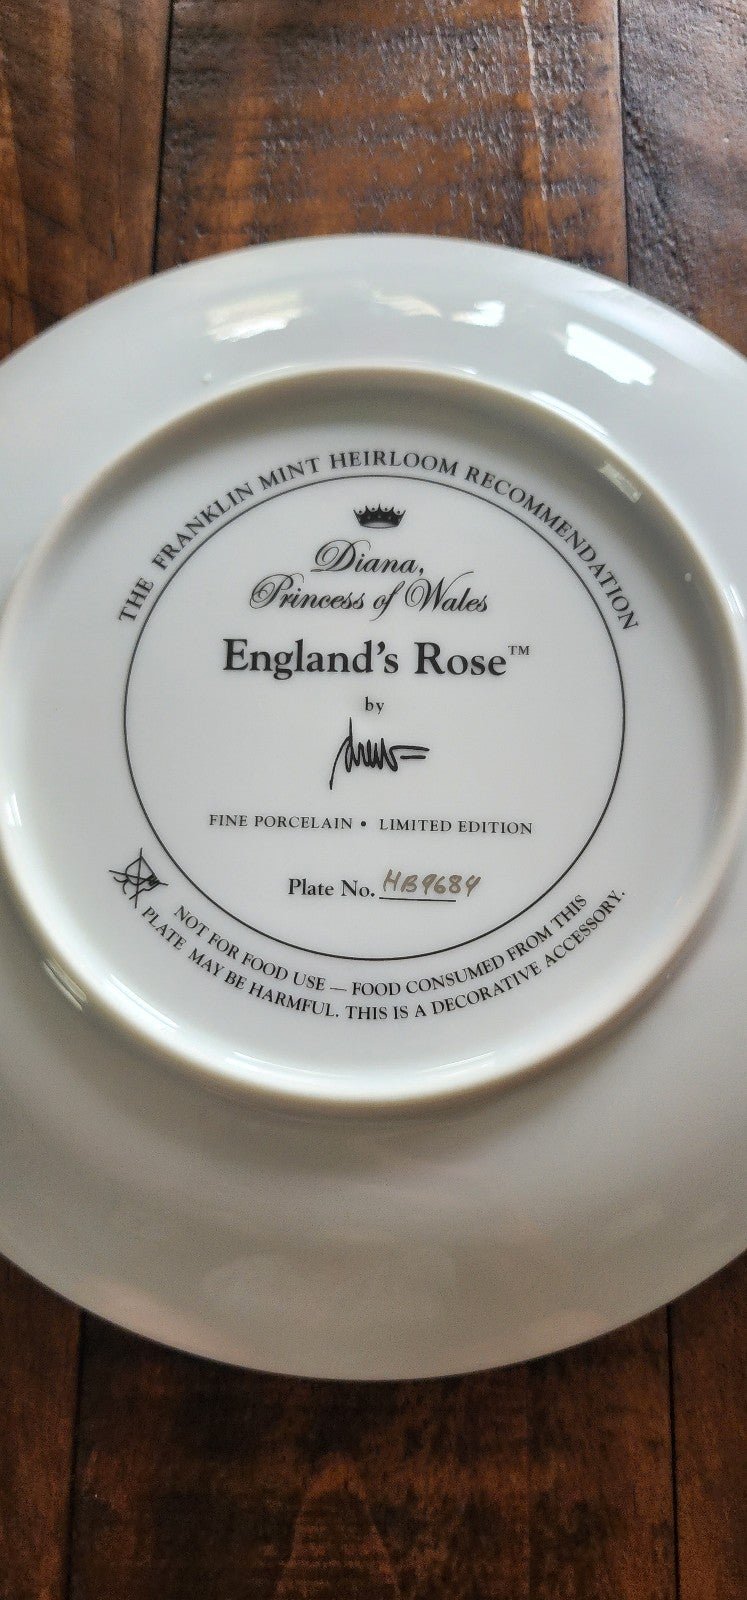 THE FRANKLIN MINT HEIRLOOM RECOMMENDATION
Diana,
Princess of Wales
England's Rose™
by
FINE PORCELAIN • LIMITED EDITION
Plate No. HB9684
NOT FOR FOOD USE — FOOD CONSUMED FROM THIS
PLATE MAY BE HARMFUL. THIS IS A DECORATIVE ACCESSORY.